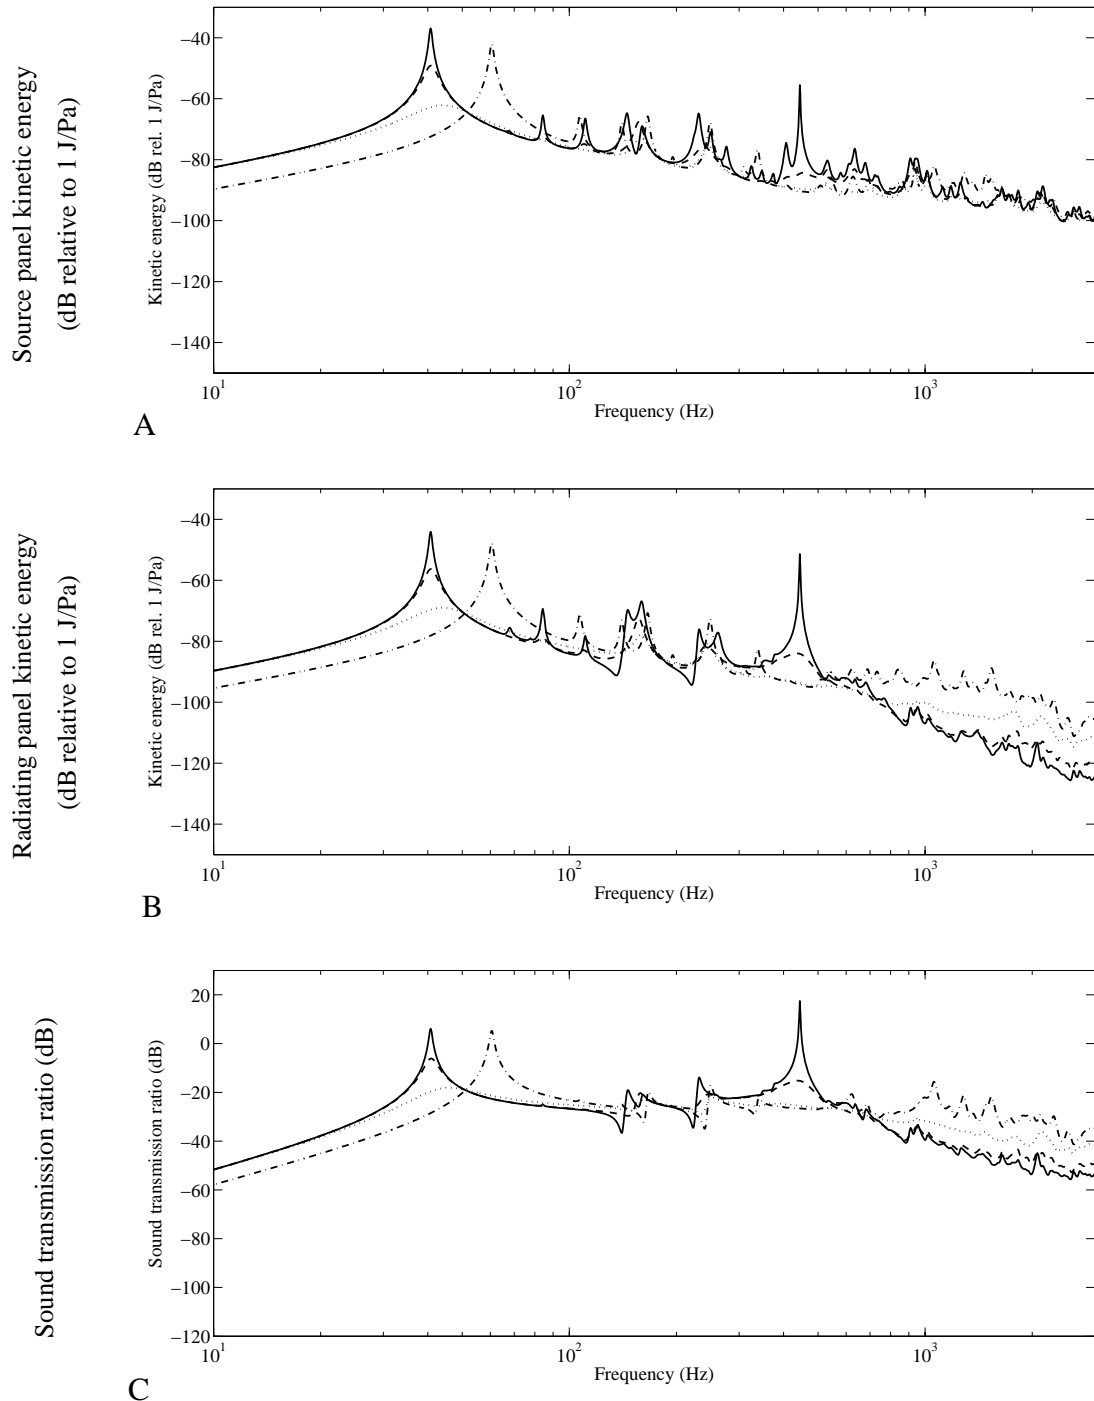 Source panel kinetic energy
(dB relative to 1 J/Pa)
Kinetic energy (dB rel. 1 J/Pa)
−40
−60
−80
−100
−120
−140
10^1
10^2
10^3
Frequency (Hz)
A
Radiating panel kinetic energy
(dB relative to 1 J/Pa)
Kinetic energy (dB rel. 1 J/Pa)
−40
−60
−80
−100
−120
−140
10^1
10^2
10^3
Frequency (Hz)
B
Sound transmission ratio (dB)
Sound transmission ratio (dB)
20
0
−20
−40
−60
−80
−100
−120
10^1
10^2
10^3
Frequency (Hz)
C